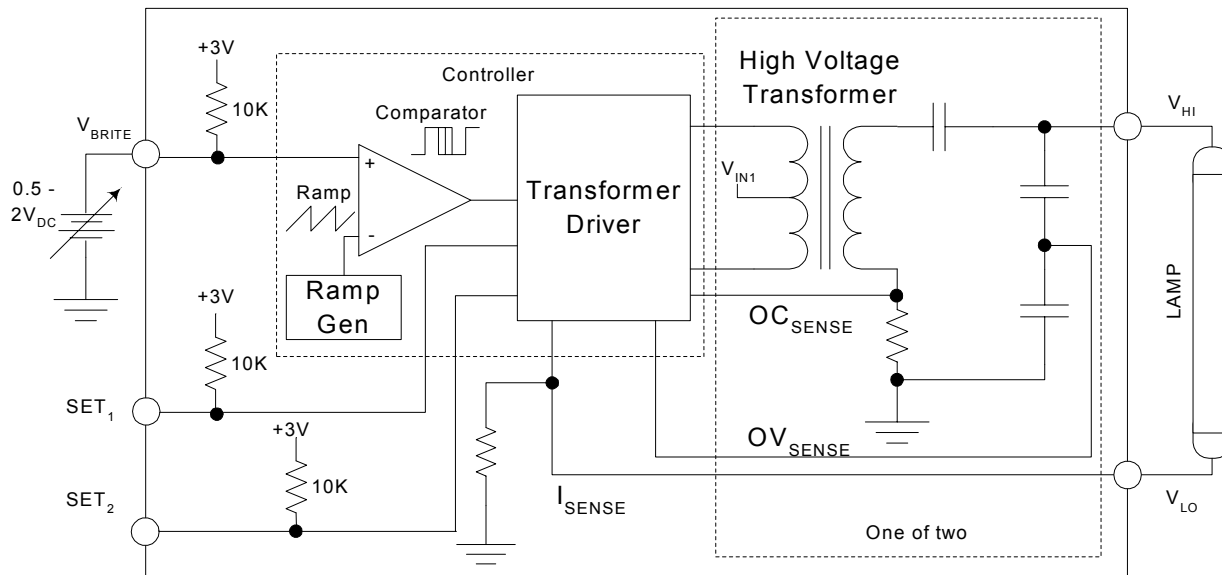 +3V
10K
V_BRITE
0.5 -
2V_DC
Controller
Comparator
+
Ramp
-
Ramp
Gen
Transformer
Driver
High Voltage
Transformer
V_IN1
V_HI
LAMP
OC_SENSE
OV_SENSE
I_SENSE
V_LO
One of two
+3V
10K
SET_1
+3V
10K
SET_2